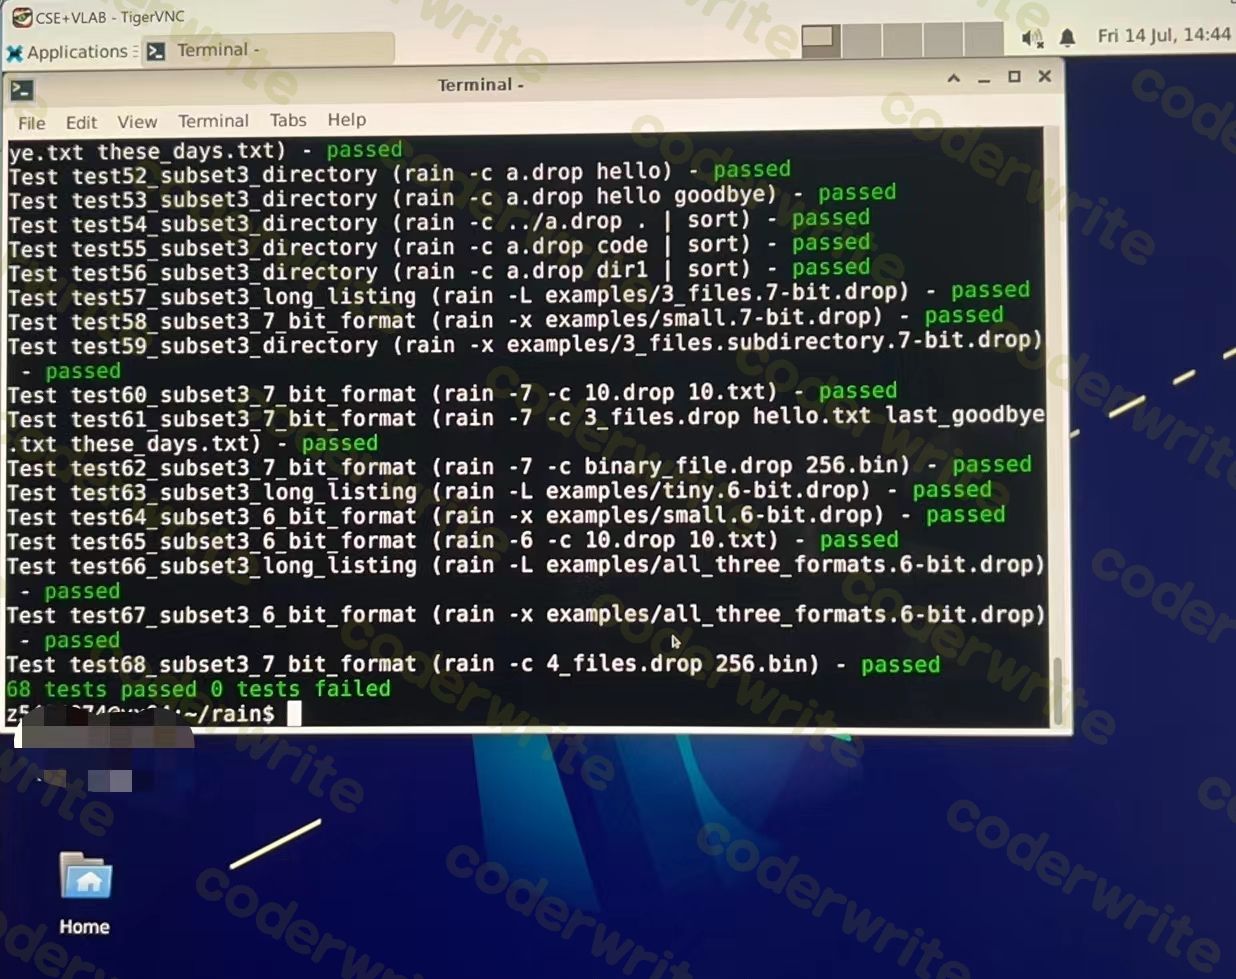 CSE+VLAB - TigerVNC
Applications
Terminal -
Fri 14 Jul, 14:44
Terminal -
File Edit View Terminal Tabs Help
ye.txt these_days.txt) - passed
Test test52_subset3_directory (rain -c a.drop hello) - passed
Test test53_subset3_directory (rain -c a.drop hello goodbye) - passed
Test test54_subset3_directory (rain -c ../a.drop . | sort) - passed
Test test55_subset3_directory (rain -c a.drop code | sort) - passed
Test test56_subset3_directory (rain -c a.drop dir1 | sort) - passed
Test test57_subset3_long_listing (rain -L examples/3_files.7-bit.drop) - passed
Test test58_subset3_7_bit_format (rain -x examples/small.7-bit.drop) - passed
Test test59_subset3_directory (rain -x examples/3_files.subdirectory.7-bit.drop)
- passed
Test test60_subset3_7_bit_format (rain -7 -c 10.drop 10.txt) - passed
Test test61_subset3_7_bit_format (rain -7 -c 3_files.drop hello.txt last_goodbye
.txt these_days.txt) - passed
Test test62_subset3_7_bit_format (rain -7 -c binary_file.drop 256.bin) - passed
Test test63_subset3_long_listing (rain -L examples/tiny.6-bit.drop) - passed
Test test64_subset3_6_bit_format (rain -x examples/small.6-bit.drop) - passed
Test test65_subset3_6_bit_format (rain -6 -c 10.drop 10.txt) - passed
Test test66_subset3_long_listing (rain -L examples/all_three_formats.6-bit.drop)
- passed
Test test67_subset3_6_bit_format (rain -x examples/all_three_formats.6-bit.drop)
- passed
Test test68_subset3_7_bit_format (rain -c 4_files.drop 256.bin) - passed
68 tests passed 0 tests failed
:~/rain$
Home
coderwrite